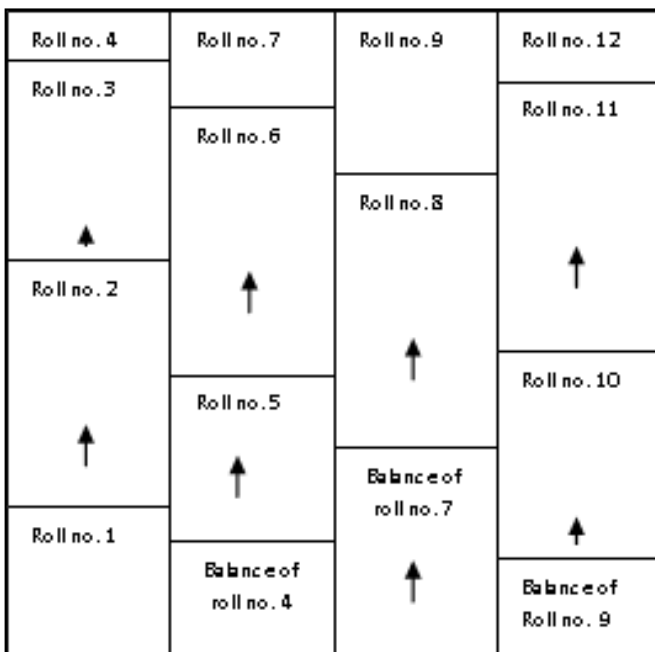 Roll no. 4
Roll no. 3
Roll no. 2
Roll no. 1
Roll no. 7
Roll no. 6
Roll no. 5
Balance of
roll no. 4
Roll no. 9
Roll no. 8
Balance of
roll no. 7
Roll no. 12
Roll no. 11
Roll no. 10
Balance of
Roll no. 9